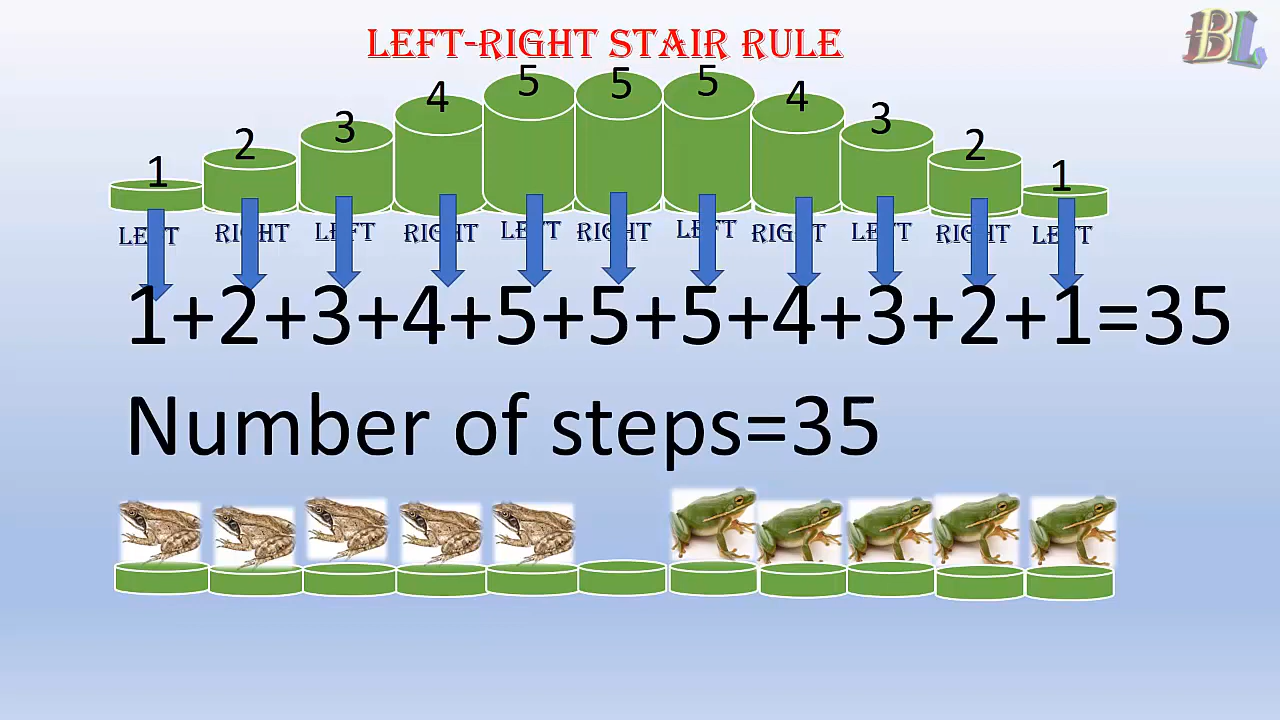 LEFT-RIGHT STAIR RULE
BL
1 2 3 4 5 5 5 4 3 2 1
LEFT RIGHT LEFT RIGHT LEFT RIGHT LEFT RIGHT LEFT RIGHT LEFT
1+2+3+4+5+5+5+4+3+2+1=35
Number of steps=35